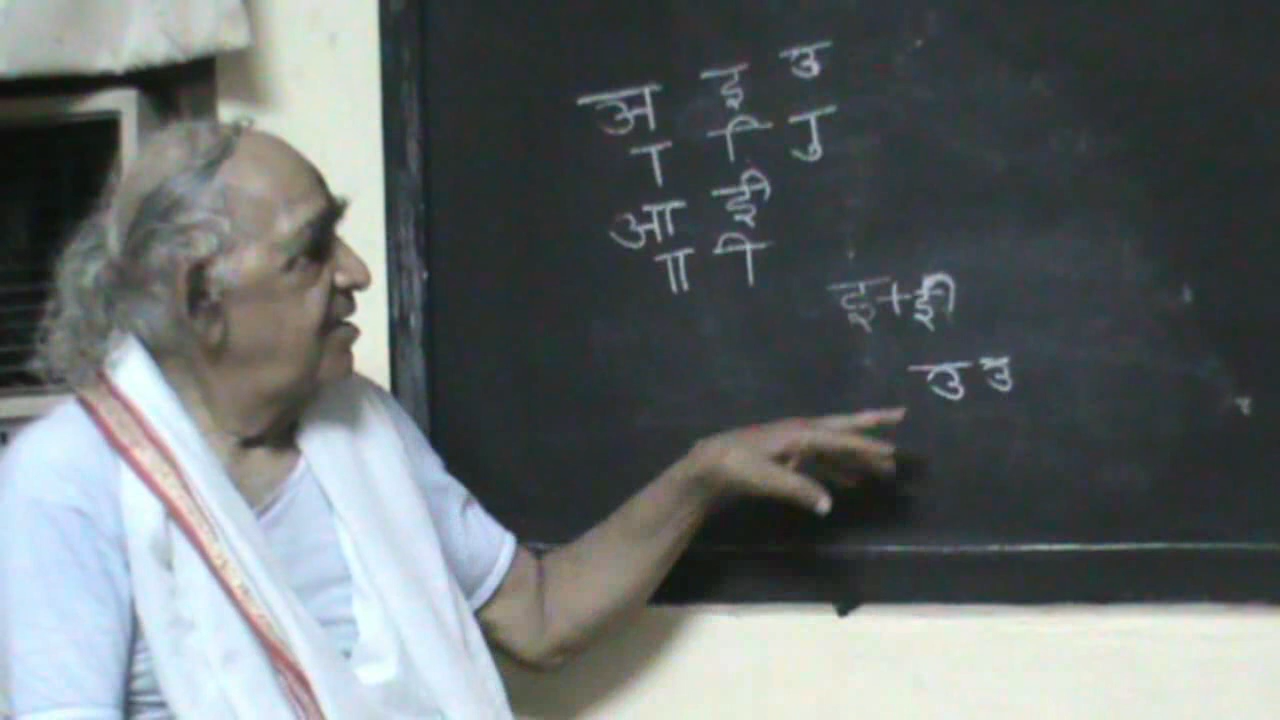 अ इ उ
ा ि ु
आ ई
ा ी
इ+ई
उ उ